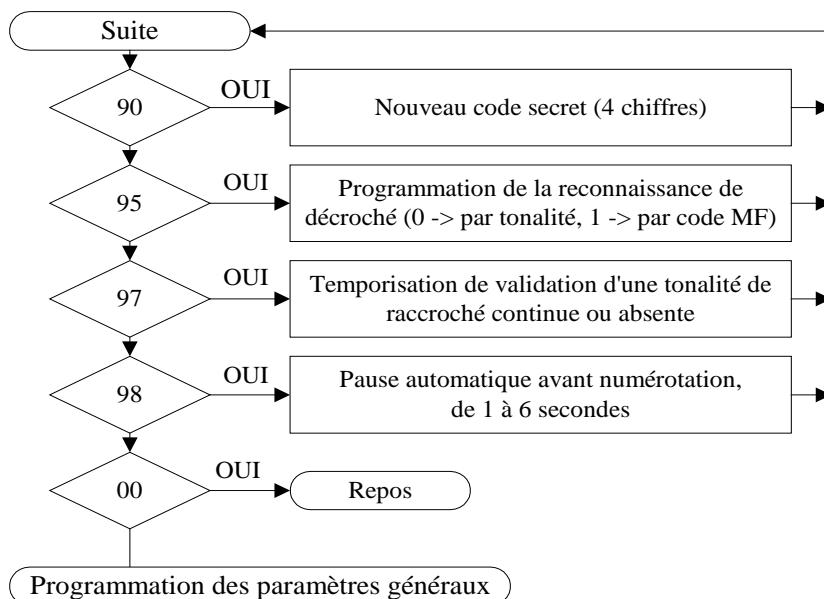 Suite
90
OUI
Nouveau code secret (4 chiffres)
95
OUI
Programmation de la reconnaissance de
décroché (0 -> par tonalité, 1 -> par code MF)
97
OUI
Temporisation de validation d'une tonalité de
raccroché continue ou absente
98
OUI
Pause automatique avant numérotation,
de 1 à 6 secondes
00
OUI
Repos
Programmation des paramètres généraux